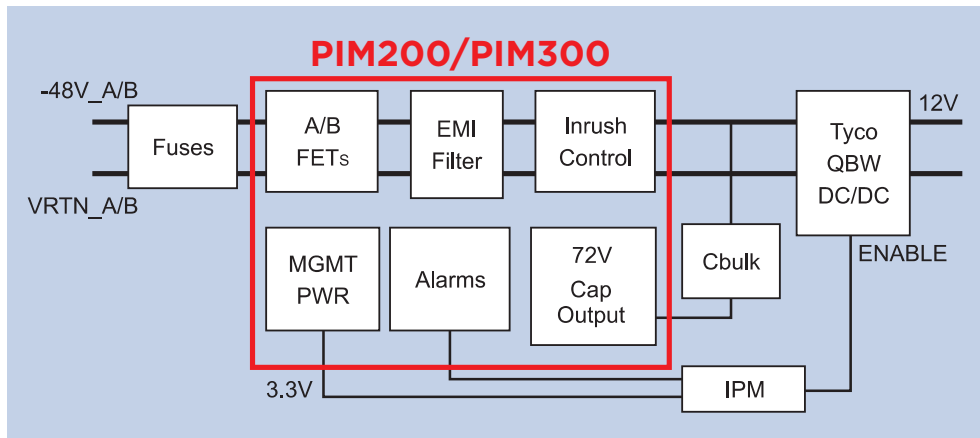 PIM200/PIM300
-48V_A/B
12V
Fuses
A/B
FETs
EMI
Filter
Inrush
Control
Tyco
QBW
DC/DC
VRTN_A/B
ENABLE
MGMT
PWR
Alarms
72V
Cap
Output
Cbulk
3.3V
IPM